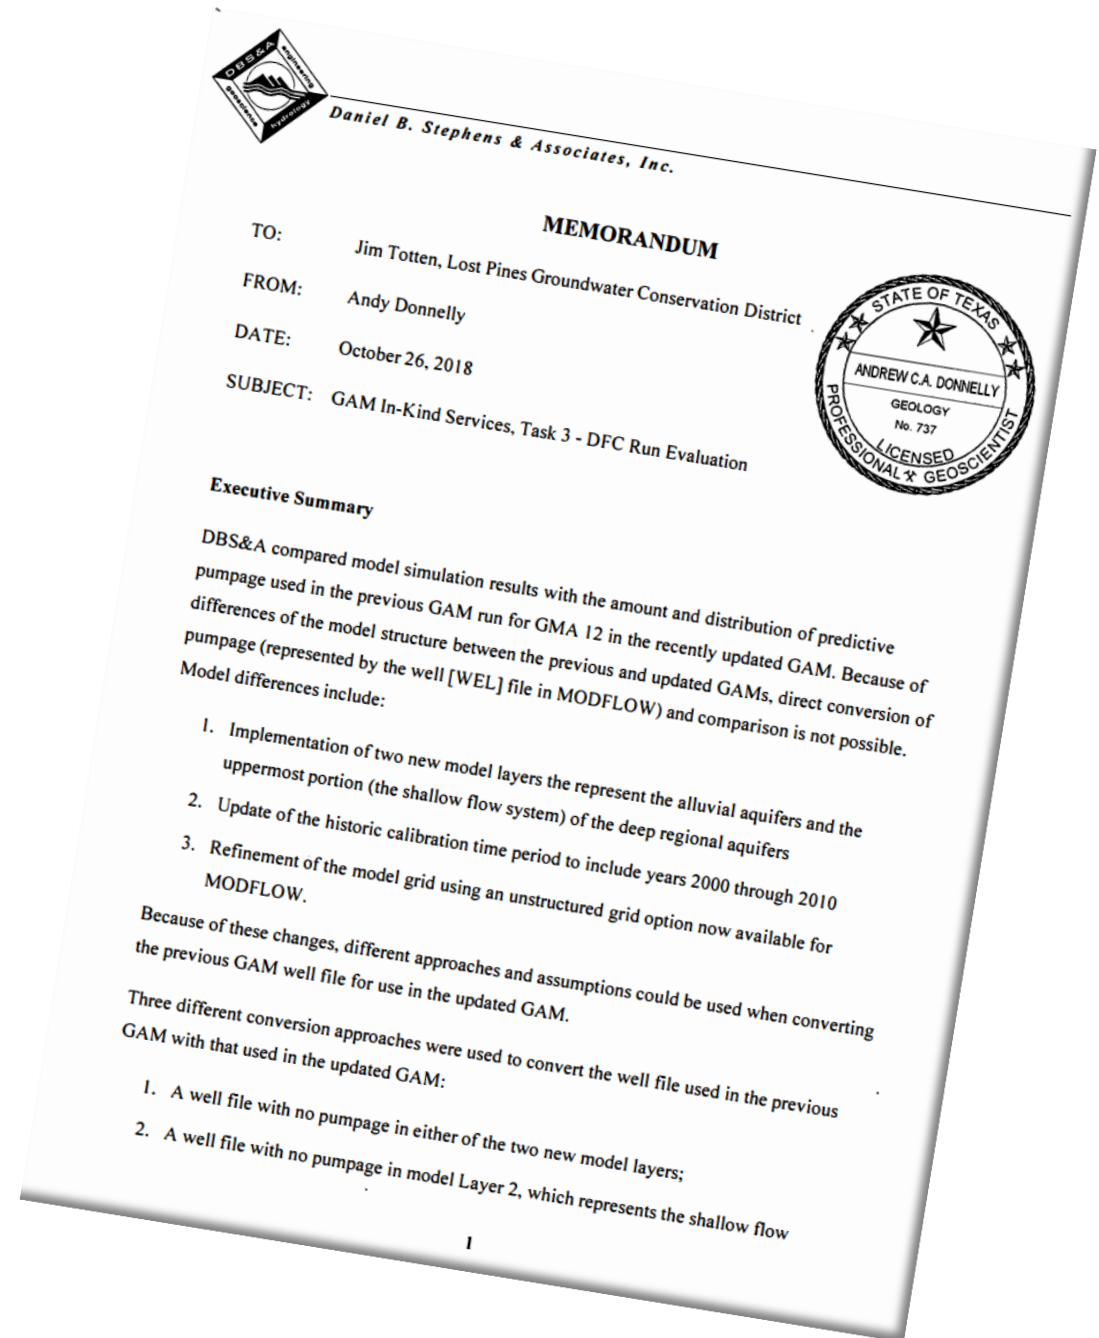 DBS&A
engineering
geoscience
hydrology
Daniel B. Stephens & Associates, Inc.
MEMORANDUM
TO: Jim Totten, Lost Pines Groundwater Conservation District
FROM: Andy Donnelly
DATE: October 26, 2018
SUBJECT: GAM In-Kind Services, Task 3 - DFC Run Evaluation
STATE OF TEXAS
ANDREW C.A. DONNELLY
GEOLOGY
No. 737
LICENSED
PROFESSIONAL GEOSCIENTIST
Executive Summary
DBS&A compared model simulation results with the amount and distribution of predictive
pumpage used in the previous GAM run for GMA 12 in the recently updated GAM. Because of
differences of the model structure between the previous and updated GAMs, direct conversion of
pumpage (represented by the well [WEL] file in MODFLOW) and comparison is not possible.
Model differences include:
1. Implementation of two new model layers the represent the alluvial aquifers and the
uppermost portion (the shallow flow system) of the deep regional aquifers
2. Update of the historic calibration time period to include years 2000 through 2010
3. Refinement of the model grid using an unstructured grid option now available for
MODFLOW.
Because of these changes, different approaches and assumptions could be used when converting
the previous GAM well file for use in the updated GAM.
Three different conversion approaches were used to convert the well file used in the previous
GAM with that used in the updated GAM:
1. A well file with no pumpage in either of the two new model layers;
2. A well file with no pumpage in model Layer 2, which represents the shallow flow
1